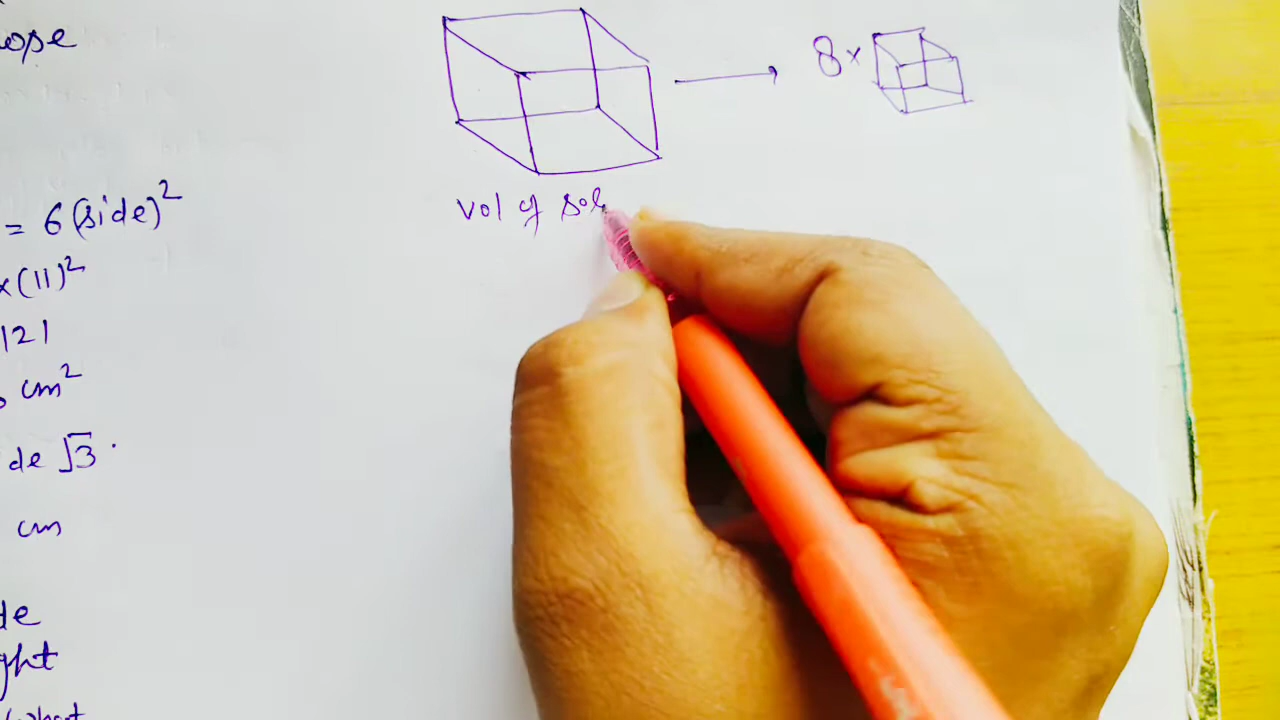 ope
= 6(side)²
×(11)²
121
cm²
de √3 .
cm
de
ght
8×
vol of sol